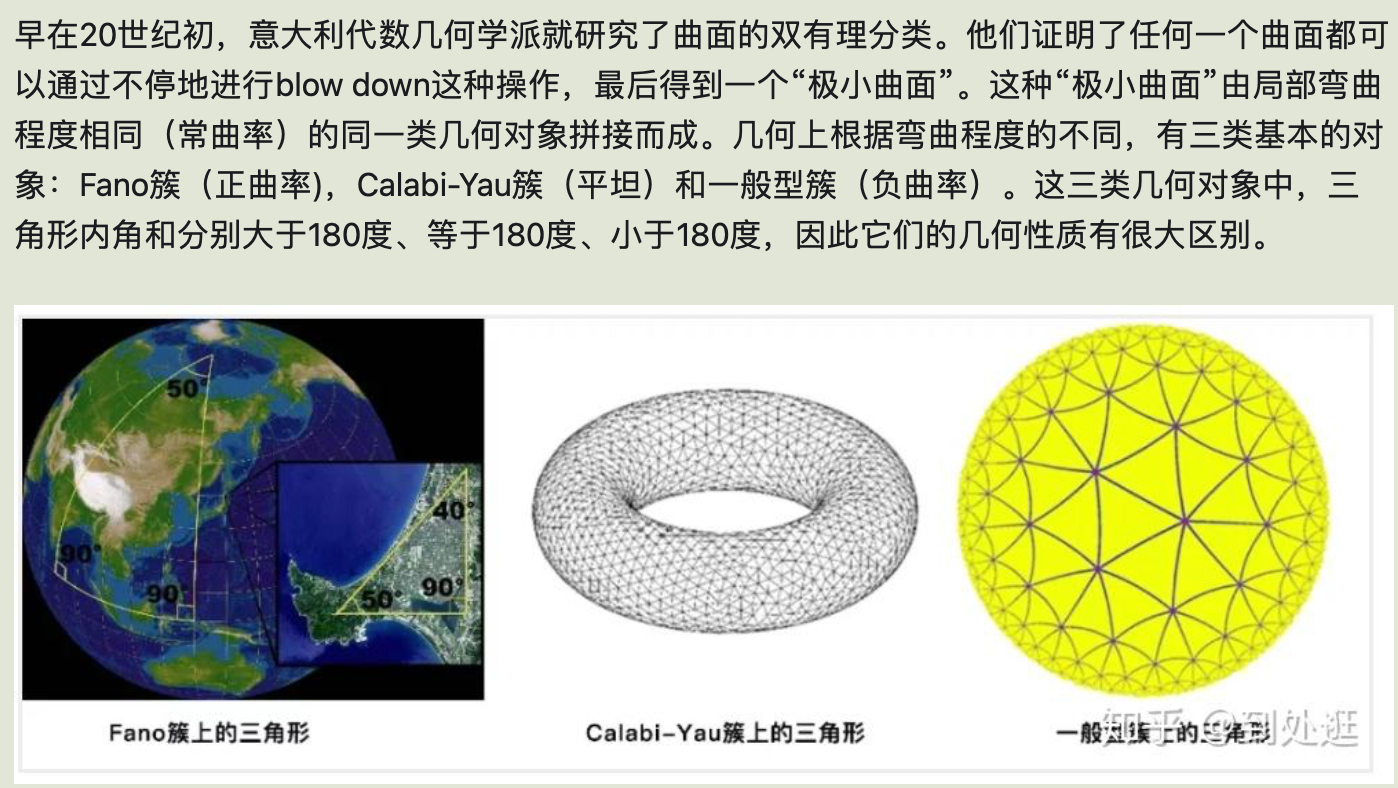 早在20世纪初，意大利代数几何学派就研究了曲面的双有理分类。他们证明了任何一个曲面都可
以通过不停地进行blow down这种操作，最后得到一个“极小曲面”。这种“极小曲面”由局部弯曲
程度相同（常曲率）的同一类几何对象拼接而成。几何上根据弯曲程度的不同，有三类基本的对
象：Fano簇（正曲率)，Calabi-Yau簇（平坦）和一般型簇（负曲率）。这三类几何对象中，三
角形内角和分别大于180度、等于180度、小于180度，因此它们的几何性质有很大区别。
50°
40°
90°
90°
50°
90°
Fano簇上的三角形
Calabi-Yau簇上的三角形
一般型簇上的三角形
知乎 @到处逛